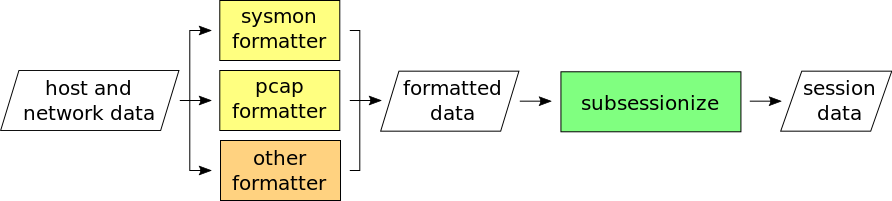 host and
network data
sysmon
formatter
pcap
formatter
other
formatter
formatted
data
subsessionize
session
data